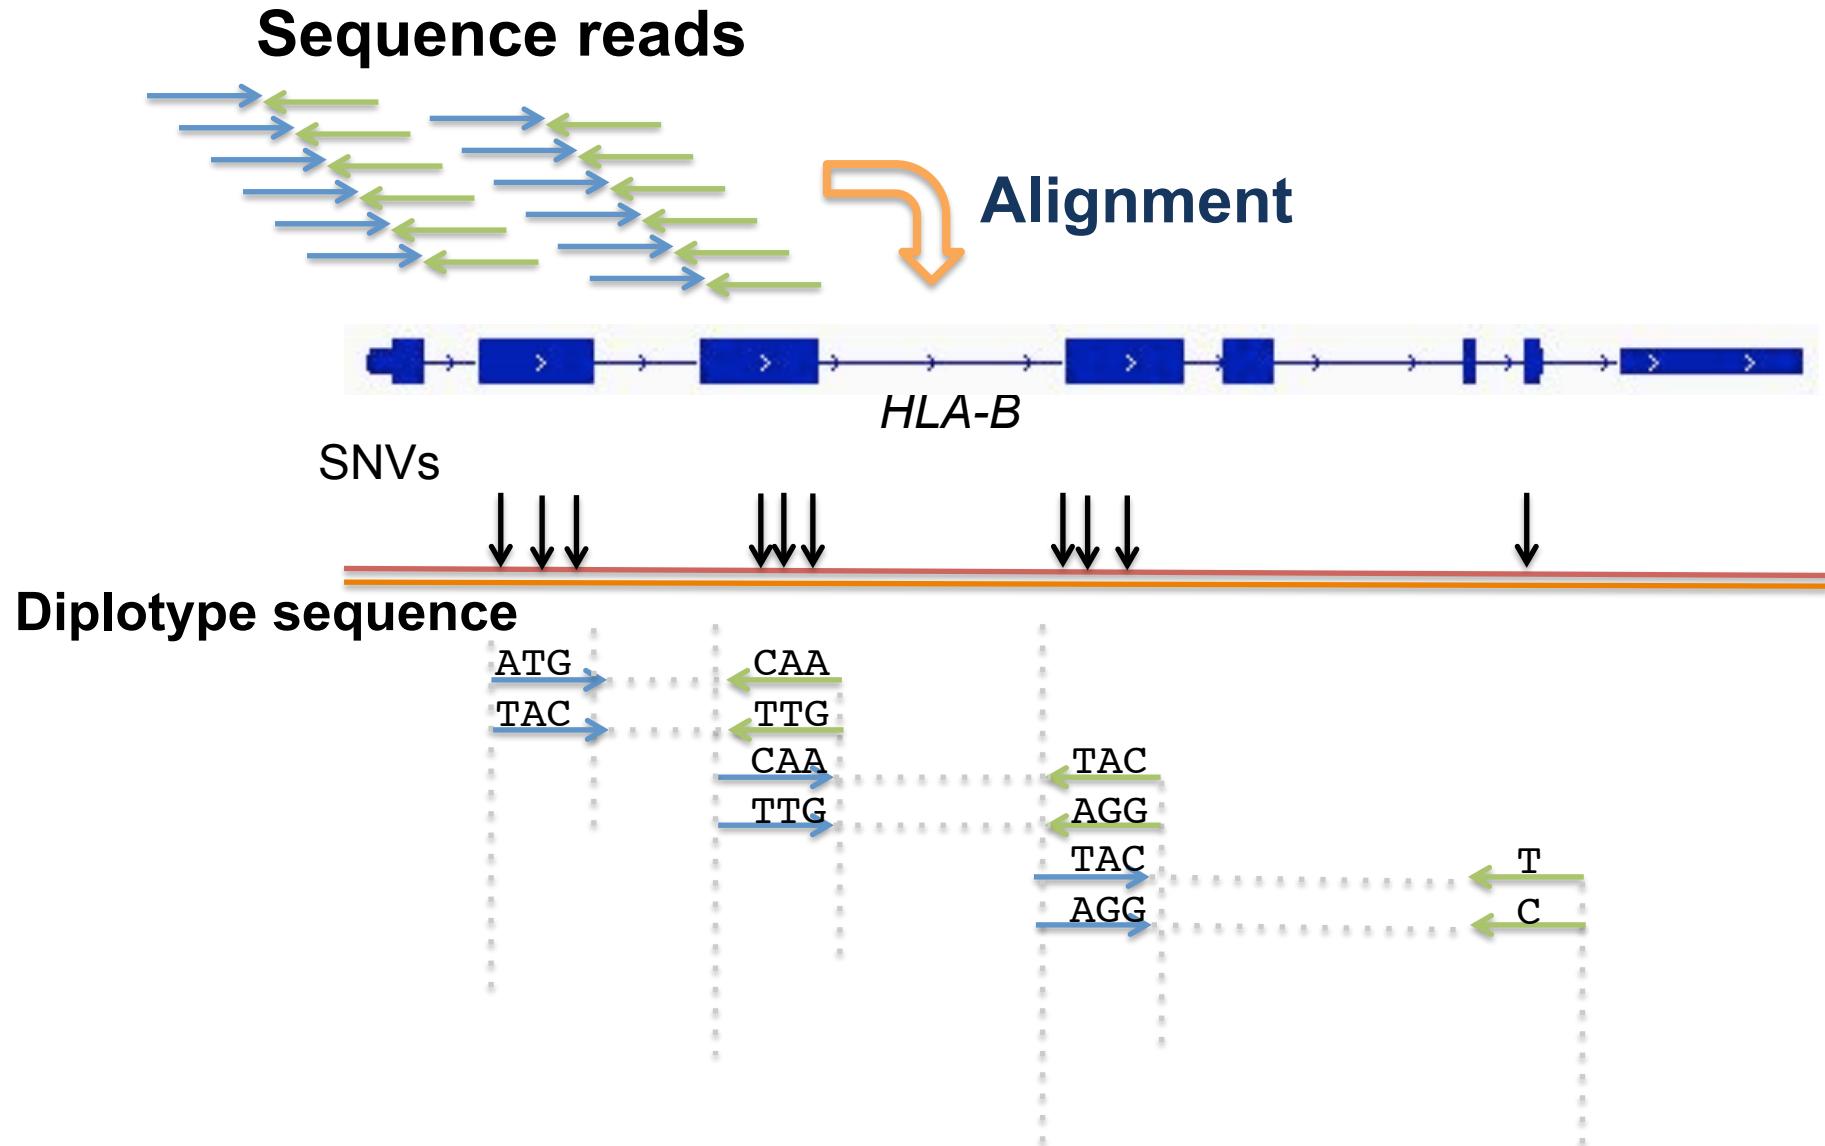 Sequence reads
Alignment
HLA-B
SNVs
Diplotype sequence
ATG CAA
TAC TTG
CAA TAC
TTG AGG
TAC T
AGG C